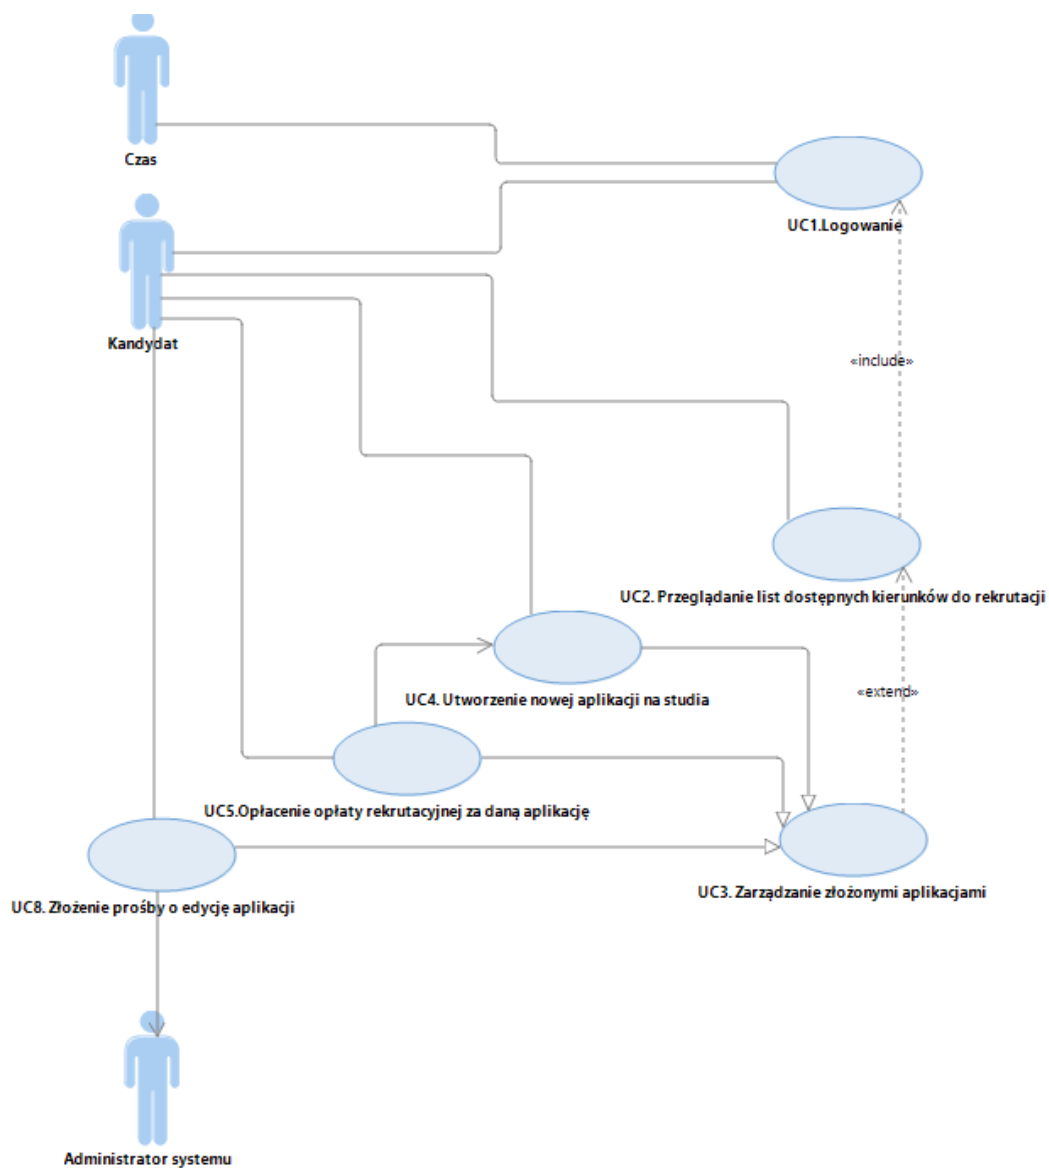 Czas
UC1.Logowanie
Kandydat
«include»
UC2. Przeglądanie list dostępnych kierunków do rekrutacji
«extend»
UC4. Utworzenie nowej aplikacji na studia
UC5.Opłacenie opłaty rekrutacyjnej za daną aplikację
UC3. Zarządzanie złożonymi aplikacjami
UC8. Złożenie prośby o edycję aplikacji
Administrator systemu